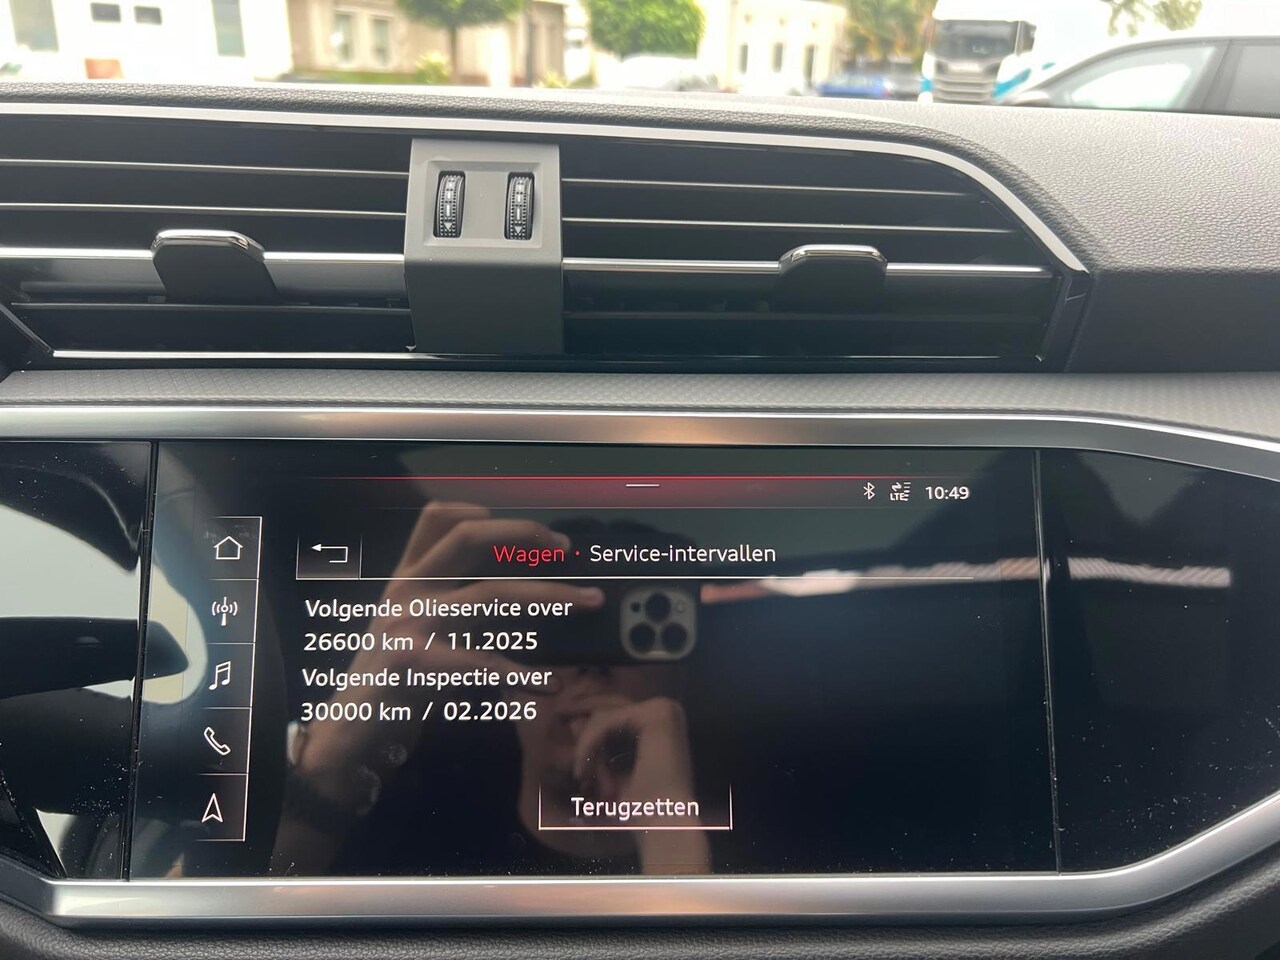 LTE 10:49
Wagen · Service-intervallen
Volgende Olieservice over
26600 km / 11.2025
Volgende Inspectie over
30000 km / 02.2026
Terugzetten